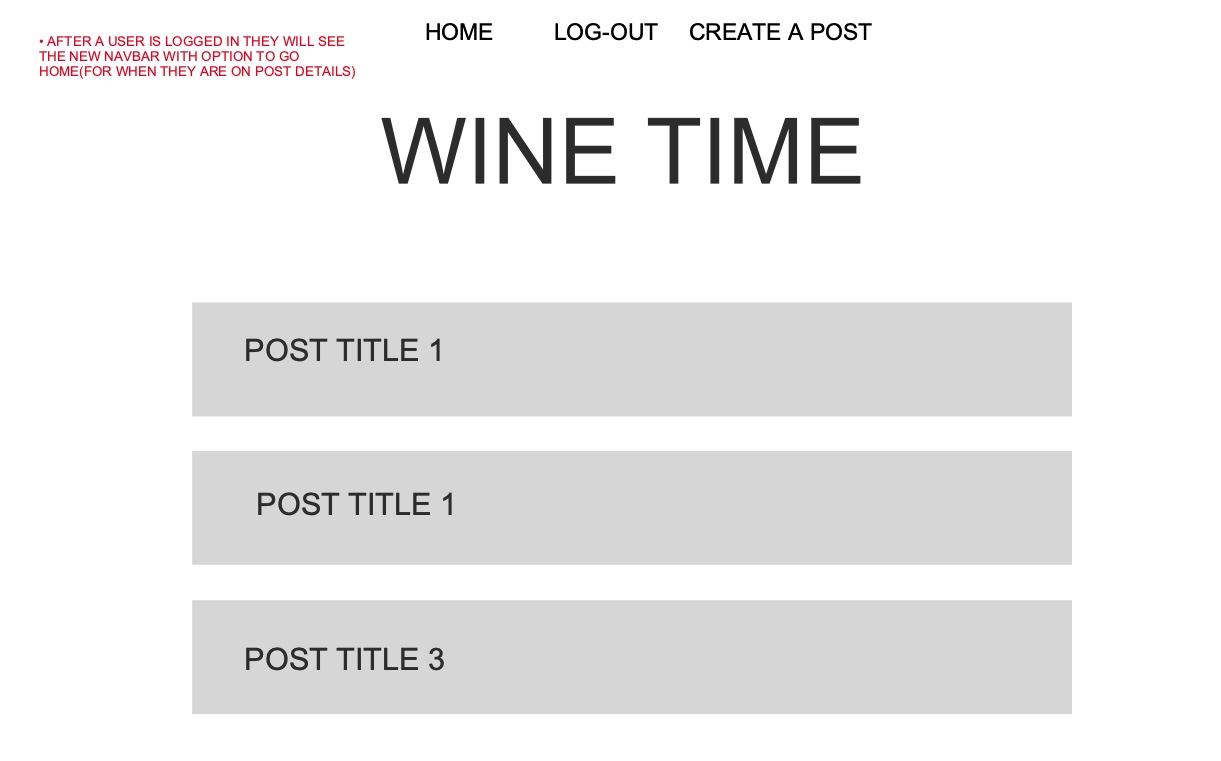 HOME LOG-OUT CREATE A POST
• AFTER A USER IS LOGGED IN THEY WILL SEE
THE NEW NAVBAR WITH OPTION TO GO
HOME(FOR WHEN THEY ARE ON POST DETAILS)
WINE TIME
POST TITLE 1
POST TITLE 1
POST TITLE 3